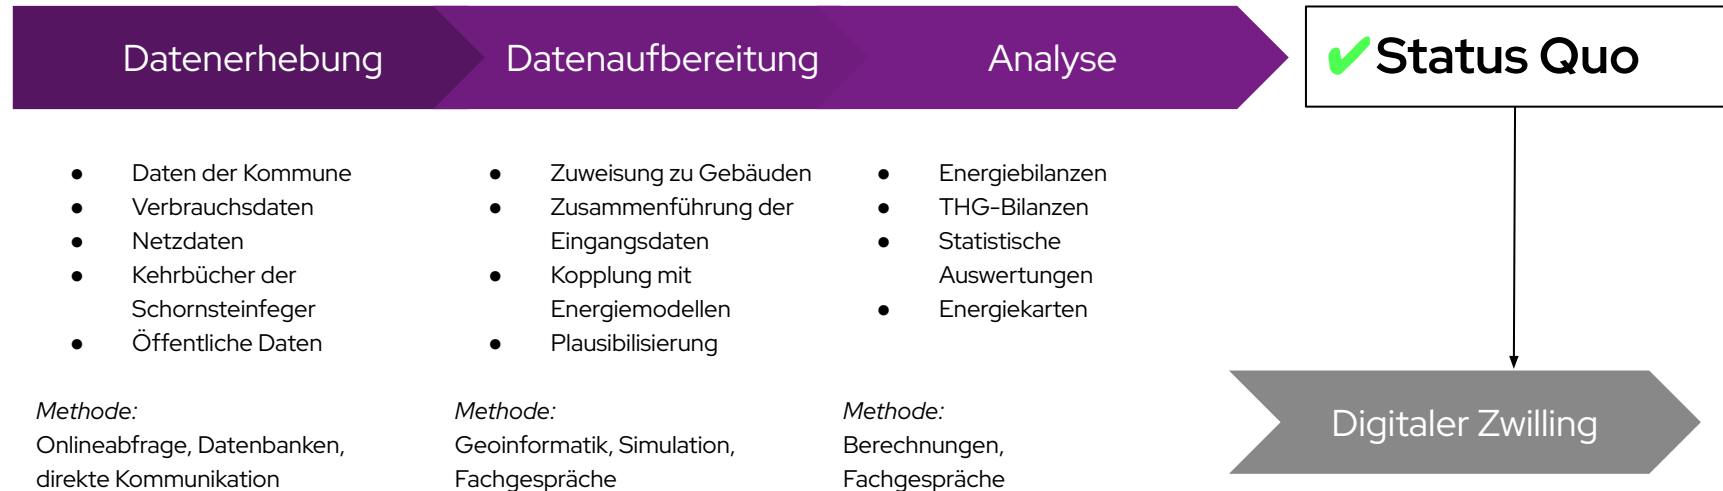 Datenerhebung
Datenaufbereitung
Analyse
✔Status Quo
● Daten der Kommune
● Verbrauchsdaten
● Netzdaten
● Kehrbücher der
Schornsteinfeger
● Öffentliche Daten
Methode:
Onlineabfrage, Datenbanken,
direkte Kommunikation
● Zuweisung zu Gebäuden
● Zusammenführung der
Eingangsdaten
● Kopplung mit
Energiemodellen
● Plausibilisierung
Methode:
Geoinformatik, Simulation,
Fachgespräche
● Energiebilanzen
● THG-Bilanzen
● Statistische
Auswertungen
● Energiekarten
Methode:
Berechnungen,
Fachgespräche
Digitaler Zwilling